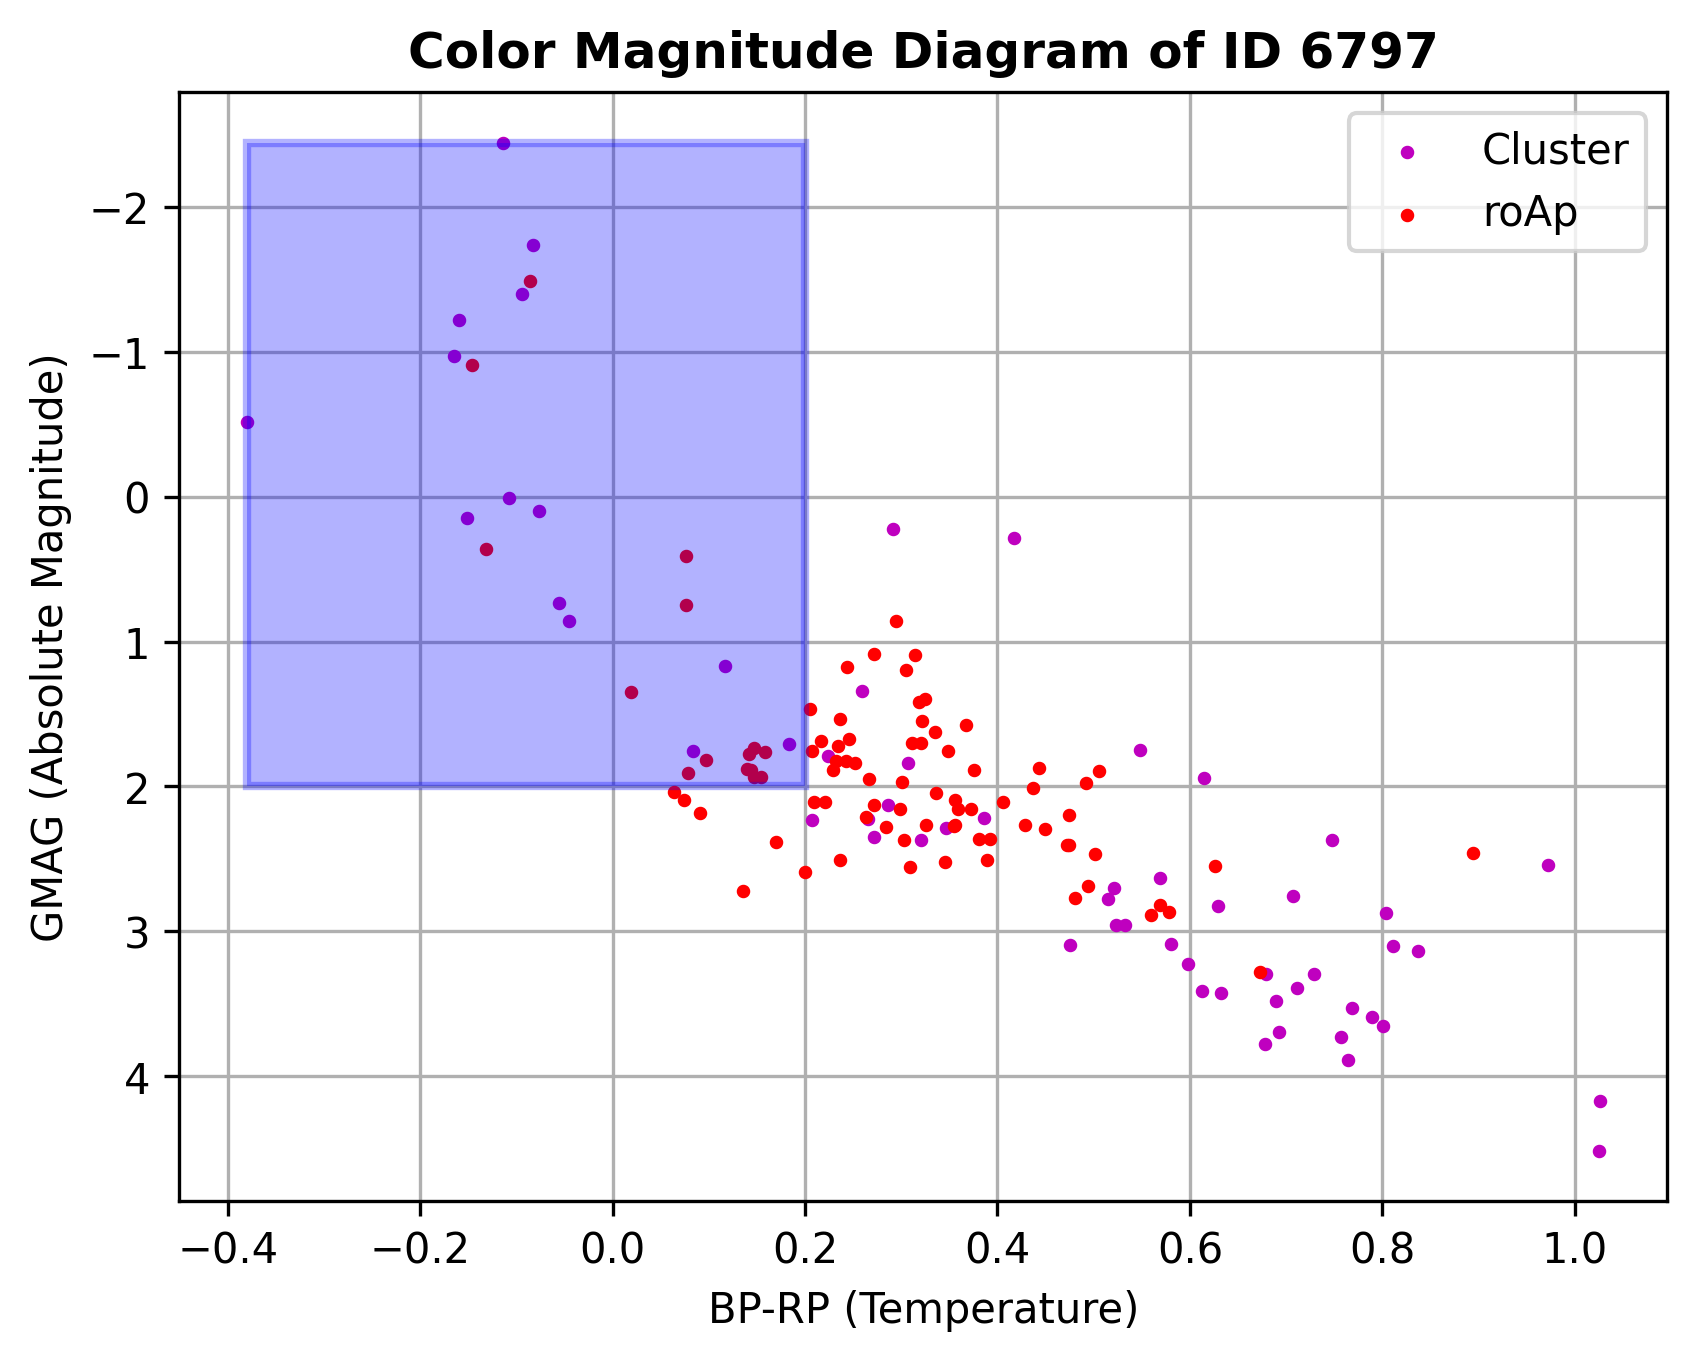 Color Magnitude Diagram of ID 6797
Cluster
roAp
GMAG (Absolute Magnitude)
−2
−1
0
1
2
3
4
−0.4 −0.2 0.0 0.2 0.4 0.6 0.8 1.0
BP-RP (Temperature)